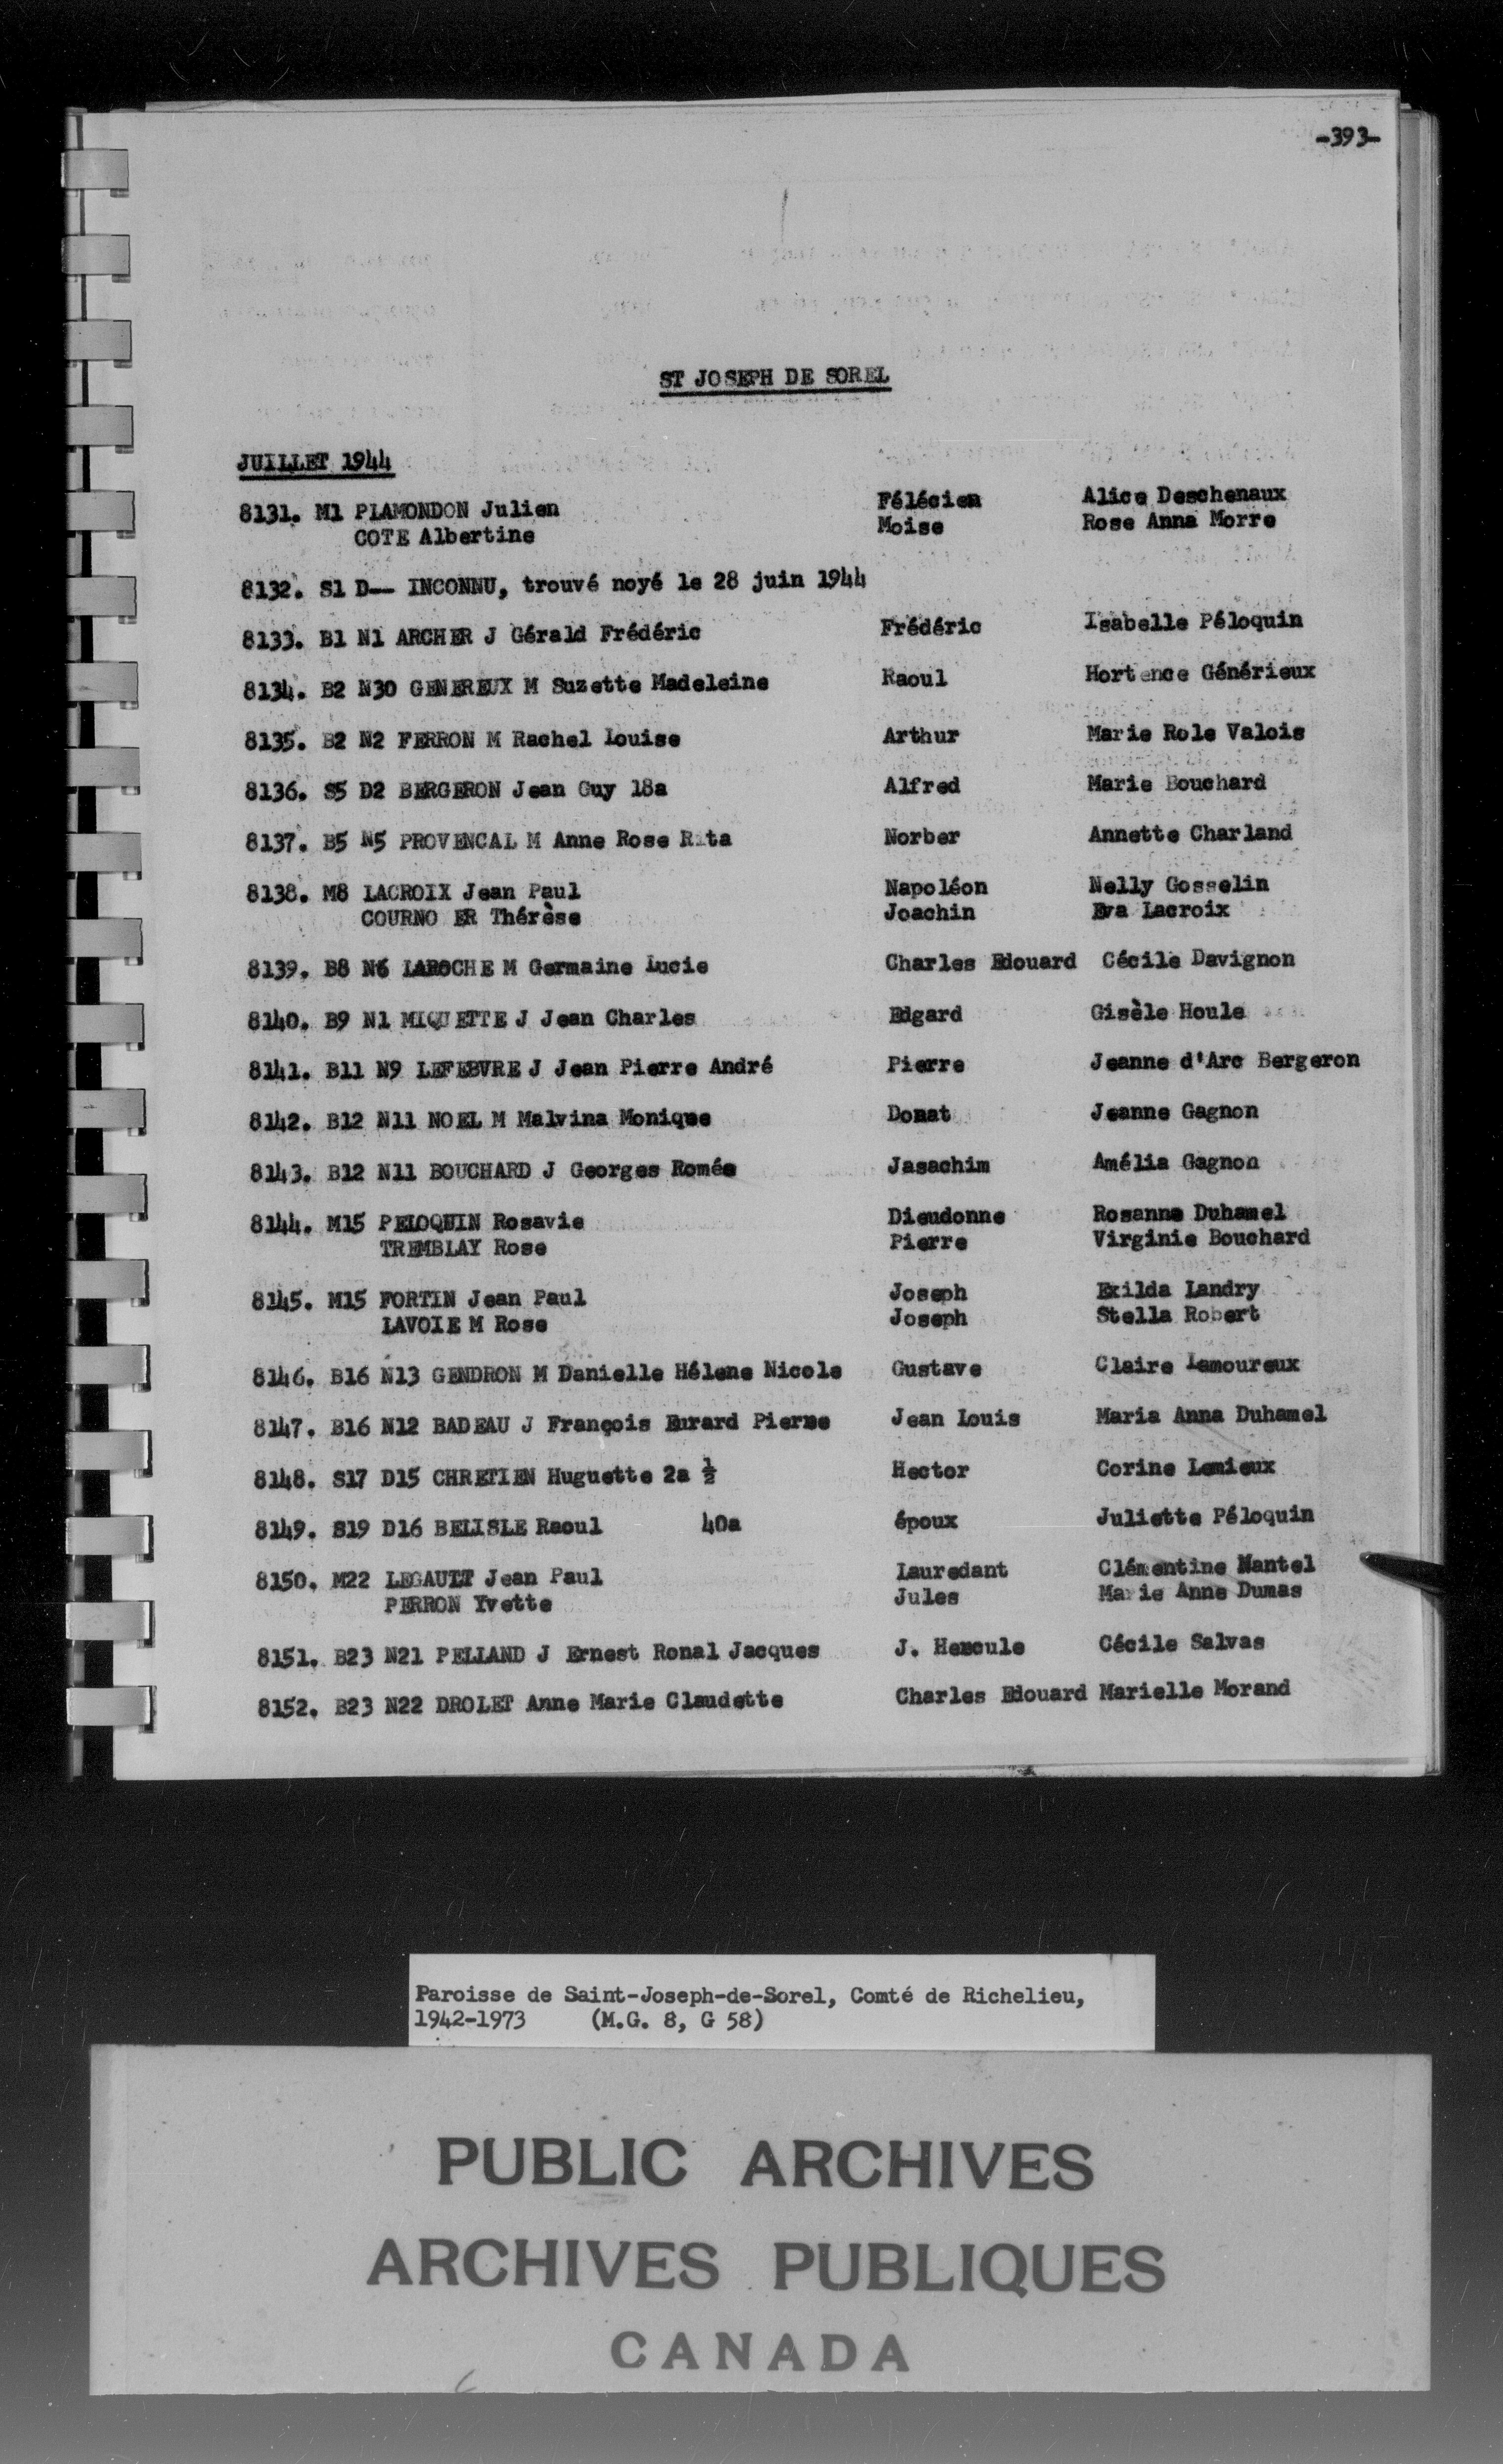 -393-
ST JOSEPH DE SOREL
JUILLET 1944
8131. M1 PLAMONDON Julien Félécien Alice Deschenaux
COTE Albertine Moise Rose Anna Morre
8132. S1 D-- INCONNU, trouvé noyé le 28 juin 1944
8133. B1 N1 ARCHER J Gérald Frédéric Frédéric Isabelle Péloquin
8134. B2 N30 GENEREUX M Suzette Madeleine Raoul Hortence Générieux
8135. B2 N2 FERRON M Rachel Louise Arthur Marie Role Valois
8136. S5 D2 BERGERON Jean Guy 18a Alfred Marie Bouchard
8137. B5 N5 PROVENCAL M Anne Rose Rita Norber Annette Charland
8138. M8 LACROIX Jean Paul Napoléon Nelly Gosselin
COURNO ER Thérèse Joachin Eva Lacroix
8139. B8 N6 LAROCHE M Germaine Lucie Charles Edouard Cécile Davignon
8140. B9 N1 MIQUETTE J Jean Charles Edgard Gisèle Houle
8141. B11 N9 LEFEBVRE J Jean Pierre André Pierre Jeanne d'Arc Bergeron
8142. B12 N11 NOEL M Malvina Monique Donat Jeanne Gagnon
8143. B12 N11 BOUCHARD J Georges Romée Jasachim Amélia Gagnon
8144. M15 PELOQUIN Rosavie Dieudonne Rosanne Duhamel
TREMBLAY Rose Pierre Virginie Bouchard
8145. M15 FORTIN Jean Paul Joseph Exilda Landry
LAVOIE M Rose Joseph Stella Robert
8146. B16 N13 GENDRON M Danielle Hélene Nicole Gustave Claire Lamoureux
8147. B16 N12 BADEAU J François Eurard Pierre Jean Louis Maria Anna Duhamel
8148. S17 D15 CHRETIEN Huguette 2a ½ Hector Corine Lemieux
8149. S19 D16 BELISLE Raoul 40a époux Juliette Péloquin
8150. M22 LEGAULT Jean Paul Lauredant Clémentine Nantel
PERRON Yvette Jules Marie Anne Dumas
8151. B23 N21 PELLAND J Ernest Ronal Jacques J. Hercule Cécile Salvas
8152. B23 N22 DROLET Anne Marie Claudette Charles Edouard Marielle Morand
Paroisse de Saint-Joseph-de-Sorel, Comté de Richelieu,
1942-1973 (M.G. 8, G 58)
PUBLIC ARCHIVES
ARCHIVES PUBLIQUES
CANADA